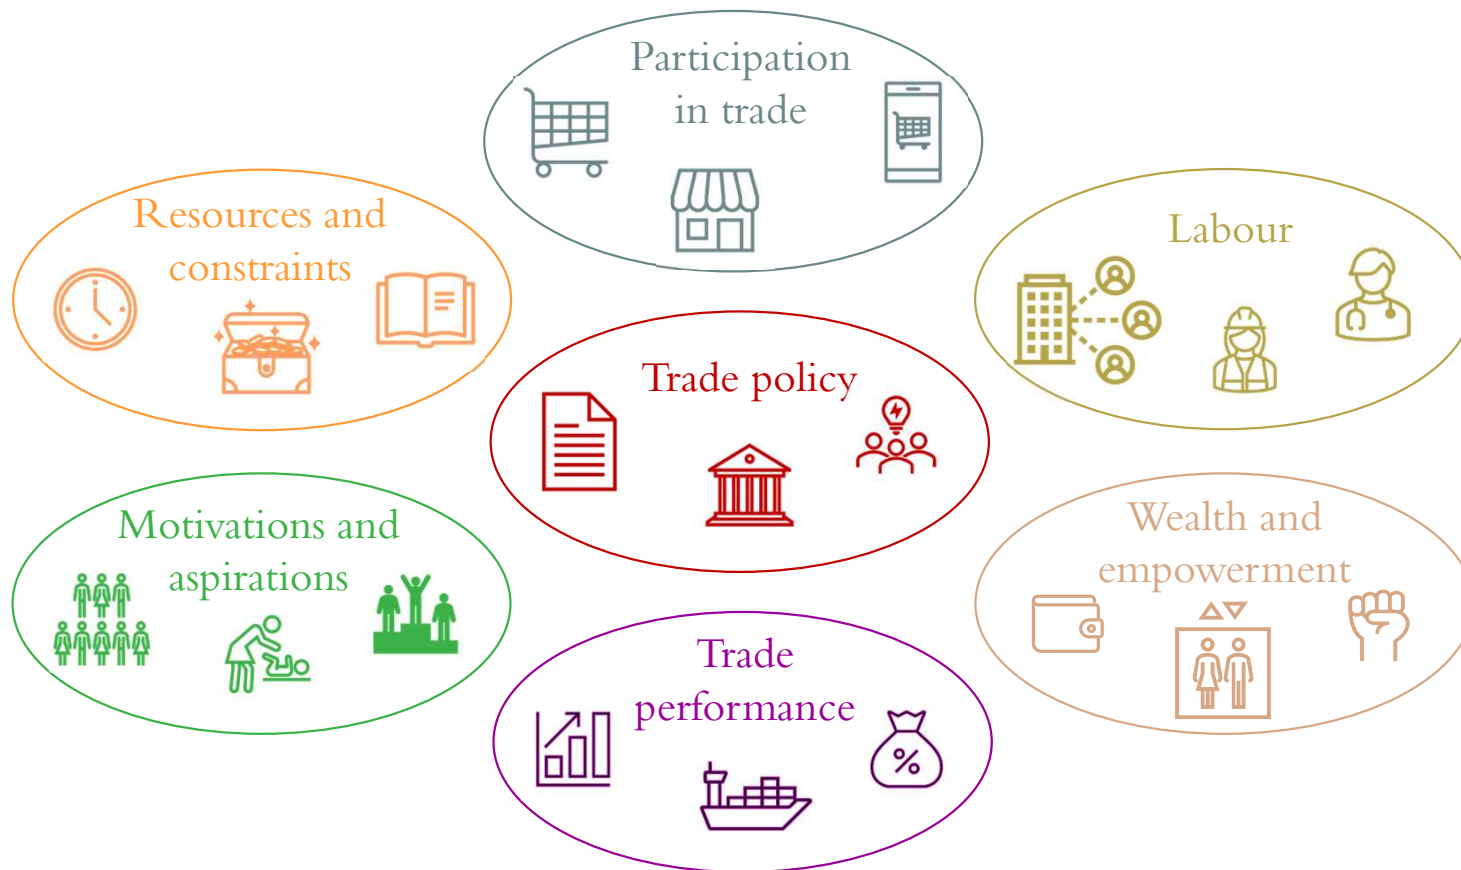 Participation
in trade
Resources and
constraints
Labour
Trade policy
Motivations and
aspirations
Wealth and
empowerment
Trade
performance
%